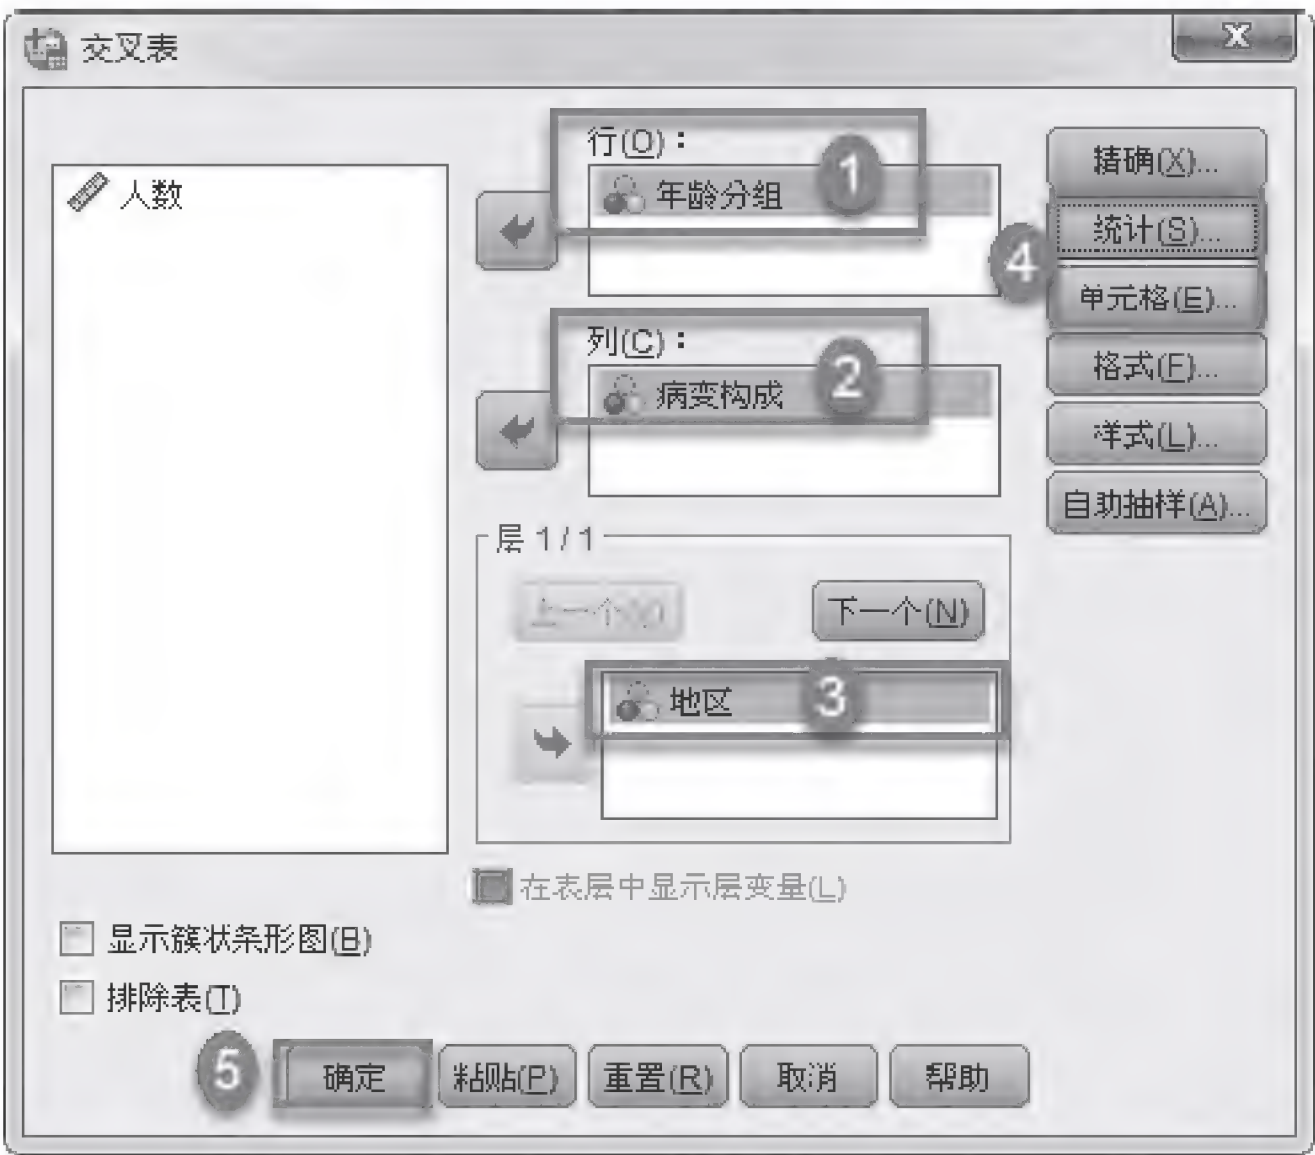 交叉表
行(O)：
1
年龄分组
人数
精确(X)...
统计(S)...
4
单元格(E)...
列(C)：
2
病变构成
格式(F)...
样式(L)...
自助抽样(A)...
层 1 / 1
上一个(V)
下一个(N)
地区
3
在表层中显示层变量(L)
显示簇状条形图(B)
排除表(T)
5
确定
粘贴(P)
重置(R)
取消
帮助